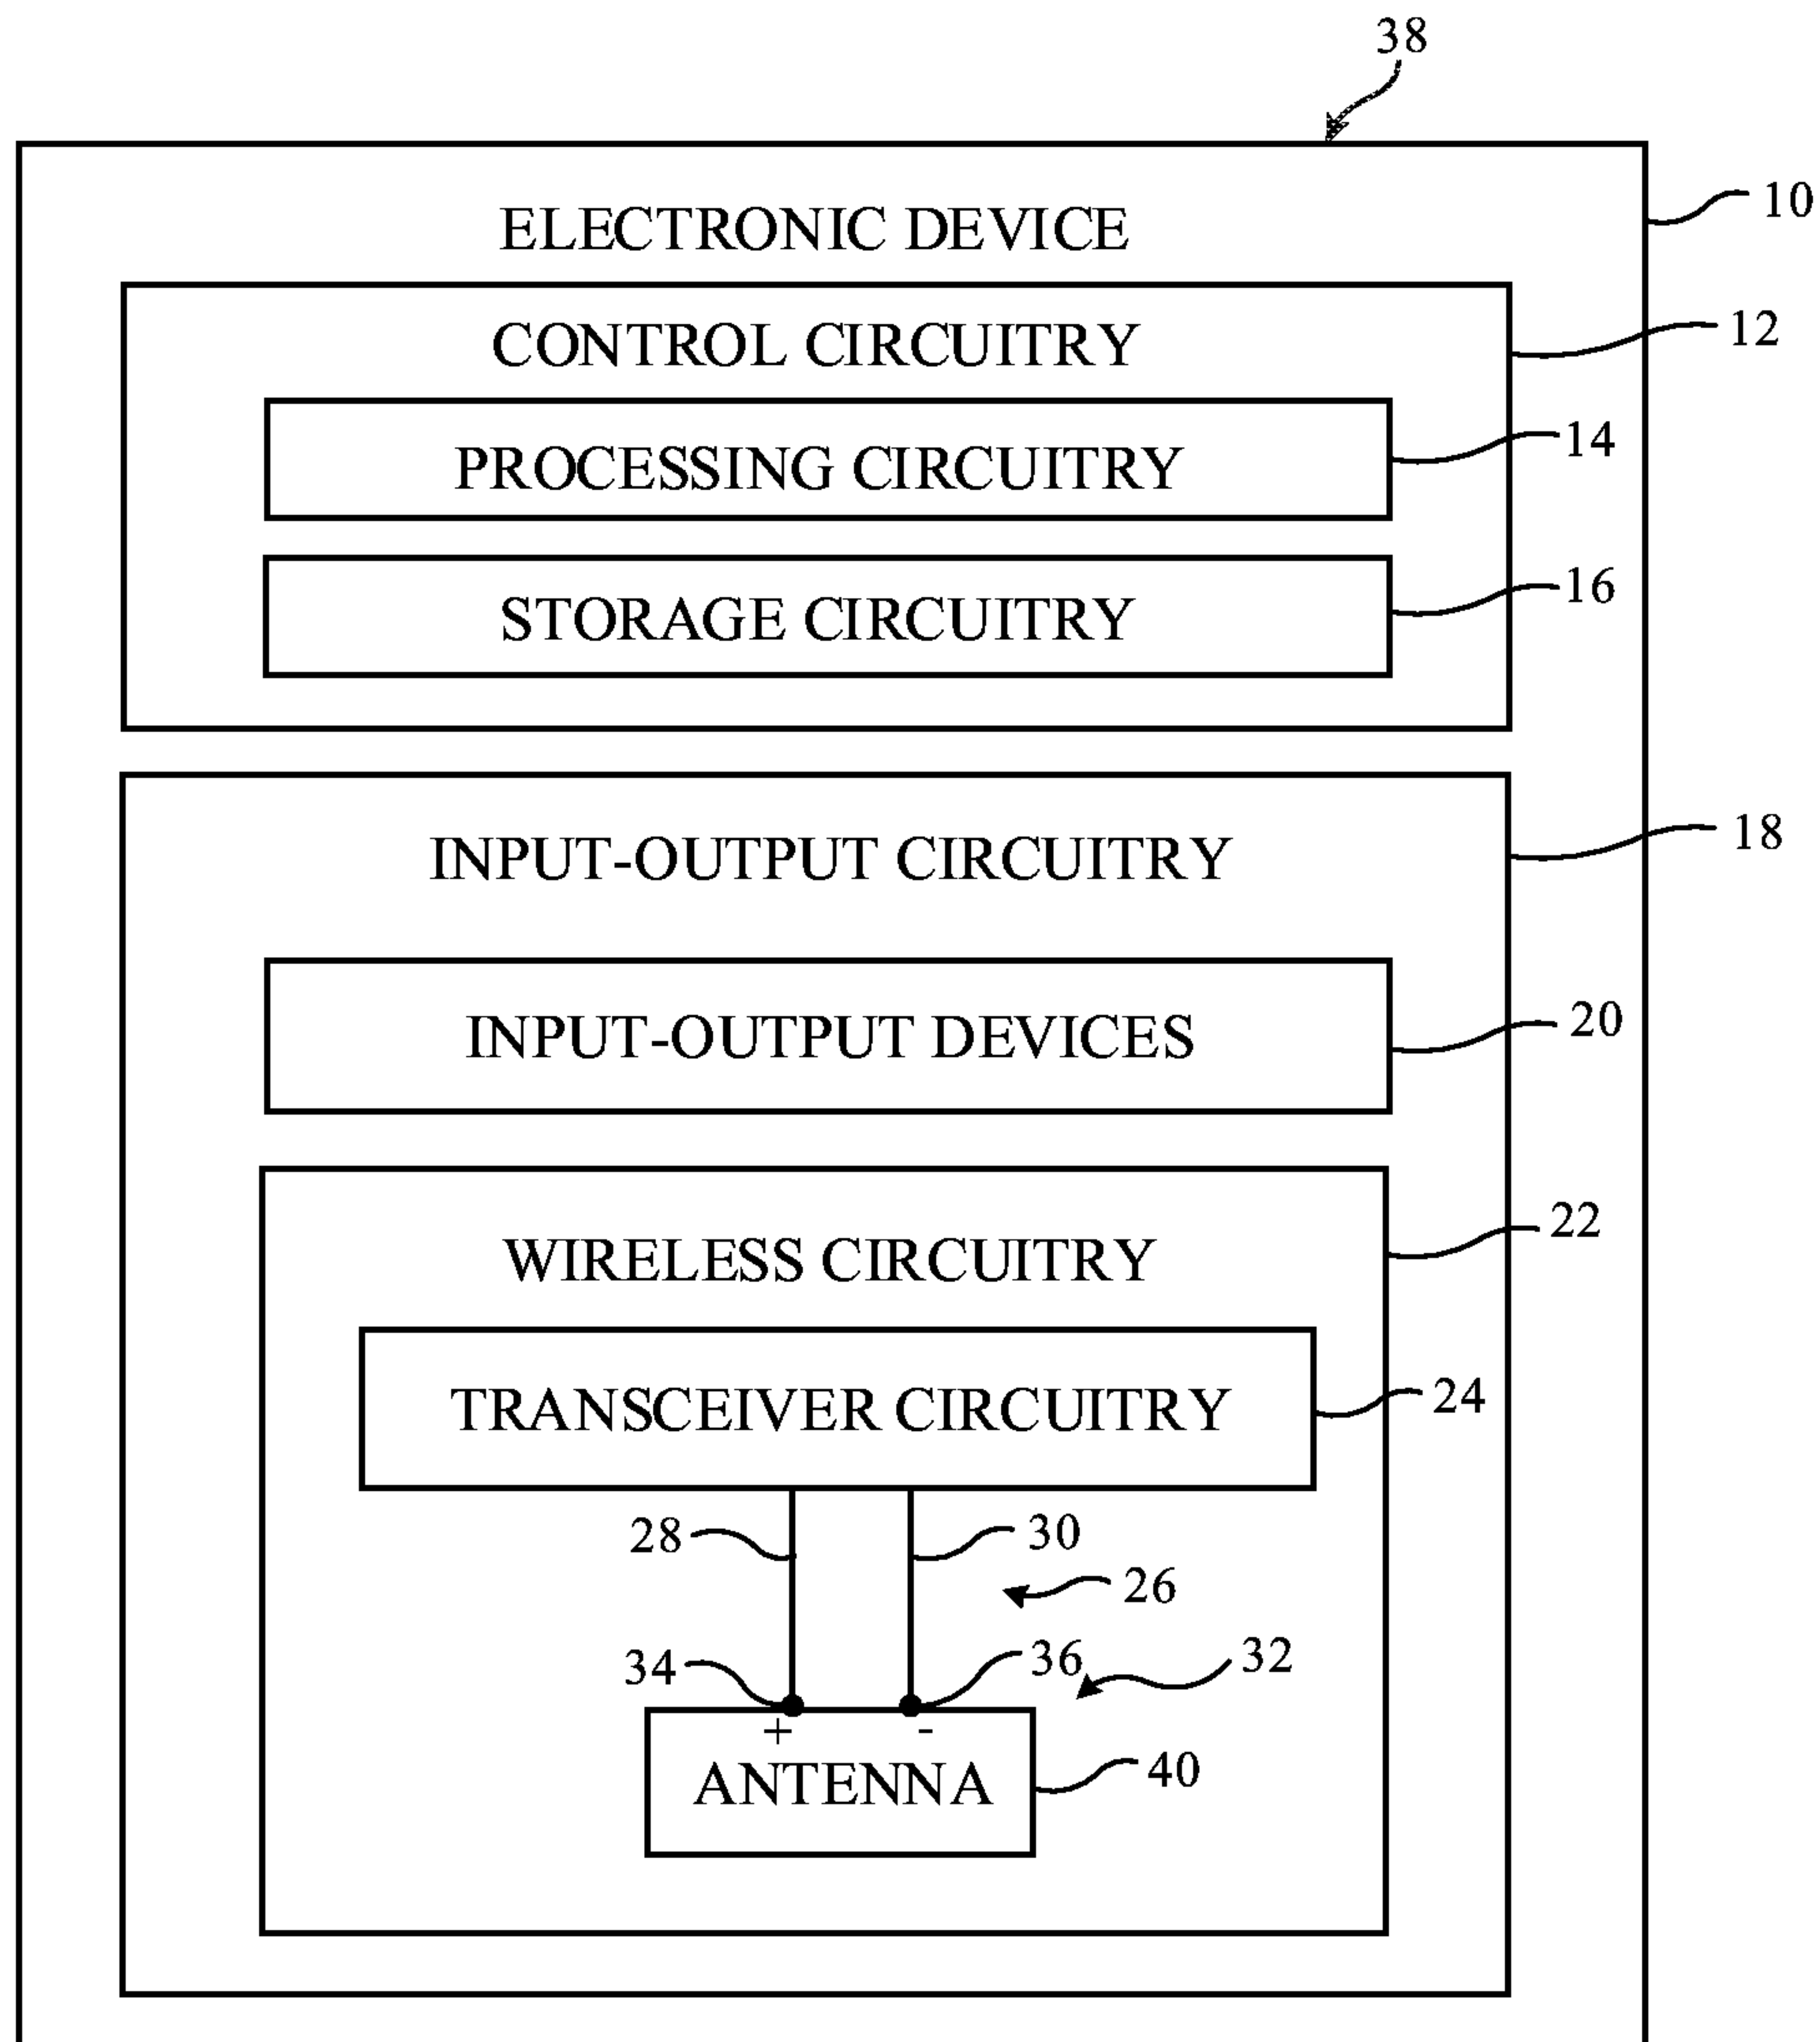 38
10
ELECTRONIC DEVICE
12
CONTROL CIRCUITRY
14
PROCESSING CIRCUITRY
16
STORAGE CIRCUITRY
18
INPUT-OUTPUT CIRCUITRY
20
INPUT-OUTPUT DEVICES
22
WIRELESS CIRCUITRY
24
TRANSCEIVER CIRCUITRY
28
30
26
34
36
32
+
-
ANTENNA
40